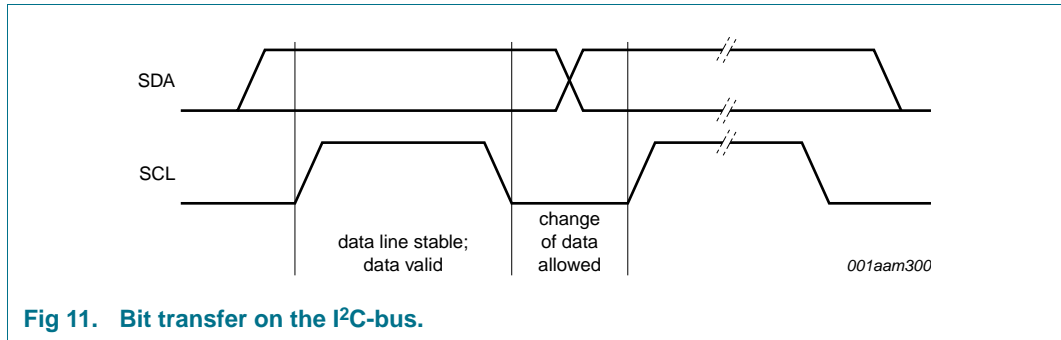 SDA
SCL
data line stable;
data valid
change
of data
allowed
001aam300
Fig 11. Bit transfer on the I²C-bus.